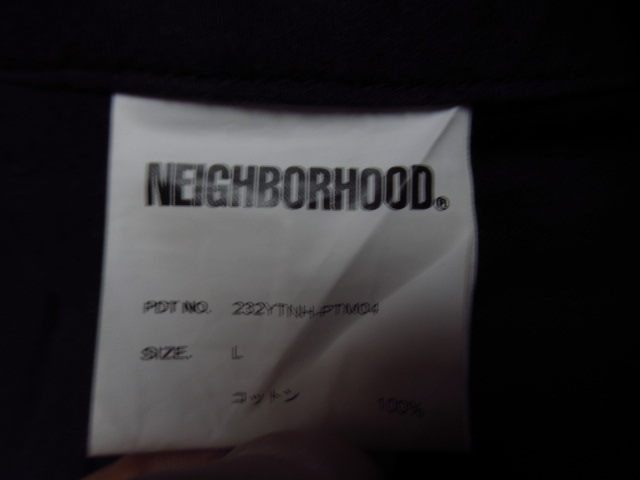 NEIGHBORHOOD®
PDT NO. 232YTNH-PTM04
SIZE. L
コットン 100%